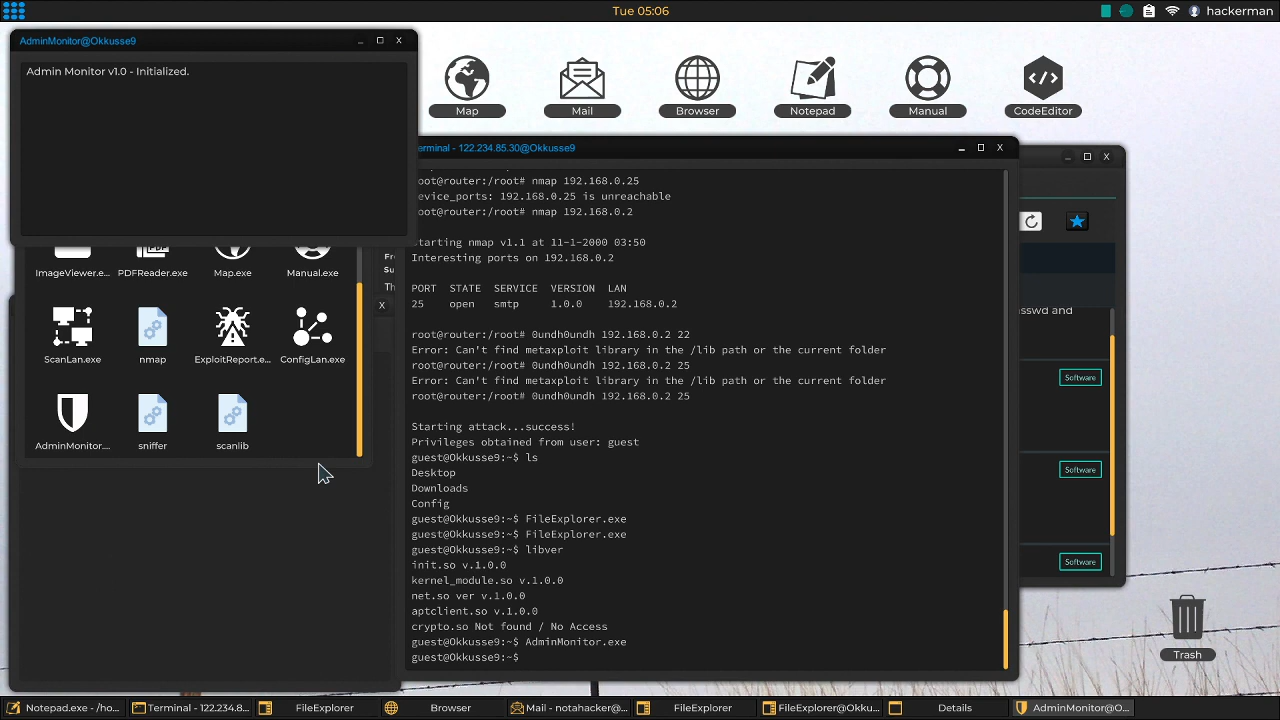 Tue 05:06
hackerman
AdminMonitor@Okkusse9
Admin Monitor v1.0 - Initialized.
Map
Mail
Browser
Notepad
Manual
CodeEditor
Terminal - 122.234.85.30@Okkusse9
root@router:/root# nmap 192.168.0.25
device_ports: 192.168.0.25 is unreachable
root@router:/root# nmap 192.168.0.2
Starting nmap v1.1 at 11-1-2000 03:50
Interesting ports on 192.168.0.2
PORT STATE SERVICE VERSION LAN
25 open smtp 1.0.0 192.168.0.2
root@router:/root# 0undh0undh 192.168.0.2 22
Error: Can't find metaxploit library in the /lib path or the current folder
root@router:/root# 0undh0undh 192.168.0.2 25
Error: Can't find metaxploit library in the /lib path or the current folder
root@router:/root# 0undh0undh 192.168.0.2 25
Starting attack...success!
Privileges obtained from user: guest
guest@Okkusse9:~$ ls
Desktop
Downloads
Config
guest@Okkusse9:~$ FileExplorer.exe
guest@Okkusse9:~$ FileExplorer.exe
guest@Okkusse9:~$ libver
init.so v.1.0.0
kernel_module.so v.1.0.0
net.so ver v.1.0.0
aptclient.so v.1.0.0
crypto.so Not found / No Access
guest@Okkusse9:~$ AdminMonitor.exe
guest@Okkusse9:~$
ImageViewer.e...
PDFReader.exe
Map.exe
Manual.exe
ScanLan.exe
nmap
ExploitReport.e...
ConfigLan.exe
AdminMonitor....
sniffer
scanlib
Fr
Su
Th
sswd and
Software
Software
Software
Trash
Notepad.exe - /ho...
Terminal - 122.234.8...
FileExplorer
Browser
Mail - notahacker@...
FileExplorer
FileExplorer@Okku...
Details
AdminMonitor@O...